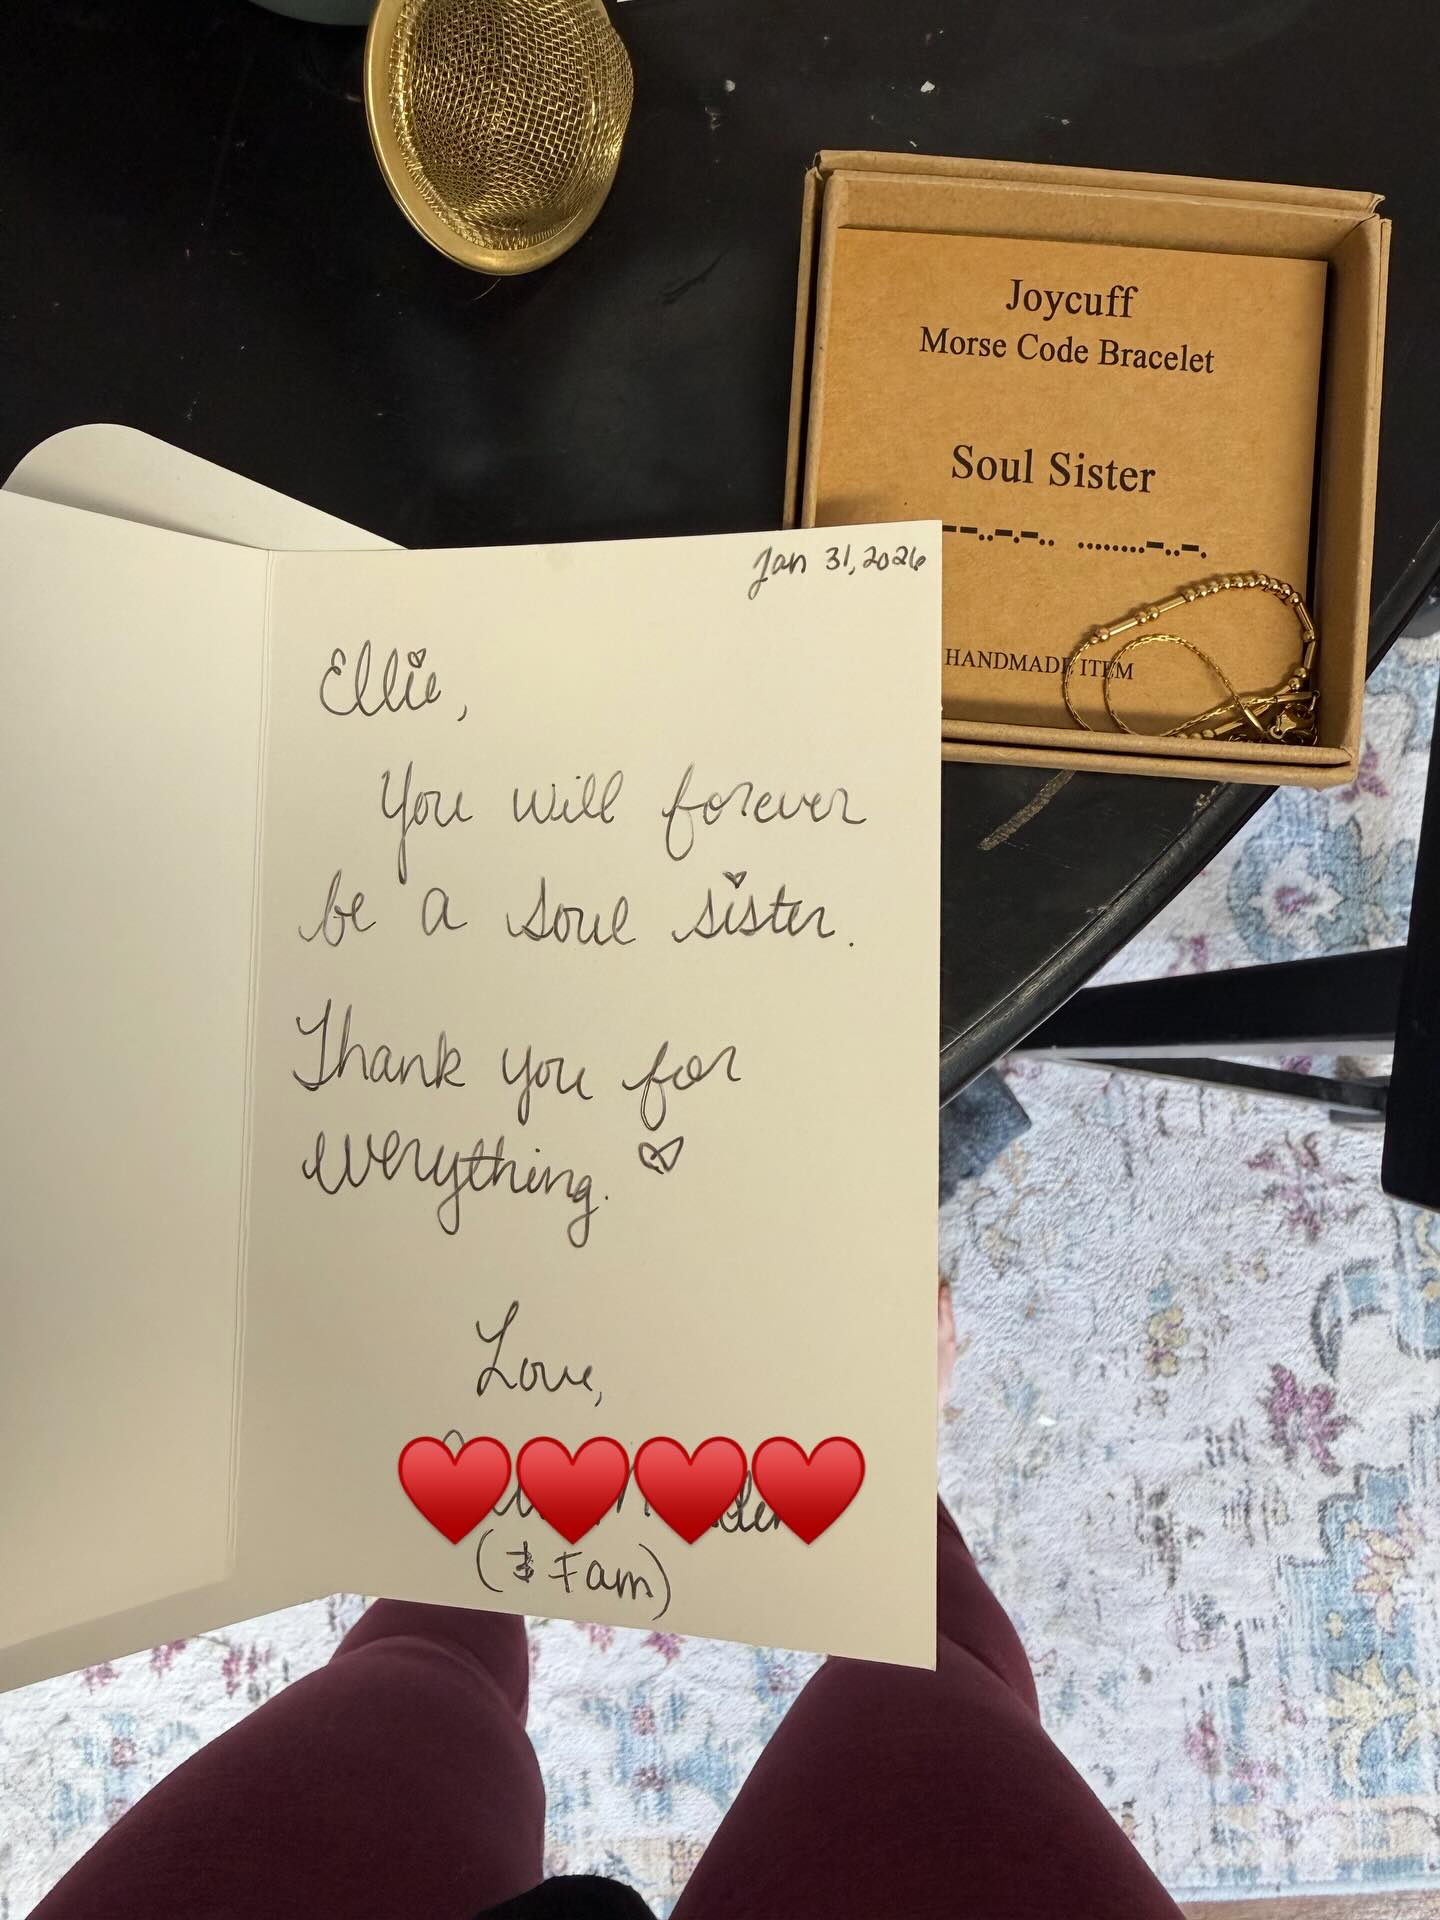 Joycuff
Morse Code Bracelet
Soul Sister
HANDMADE ITEM
Jan 31, 2026
Ellie,
You will forever
be a soul sister.
Thank you for
everything. ♡
Love,
(& Fam)